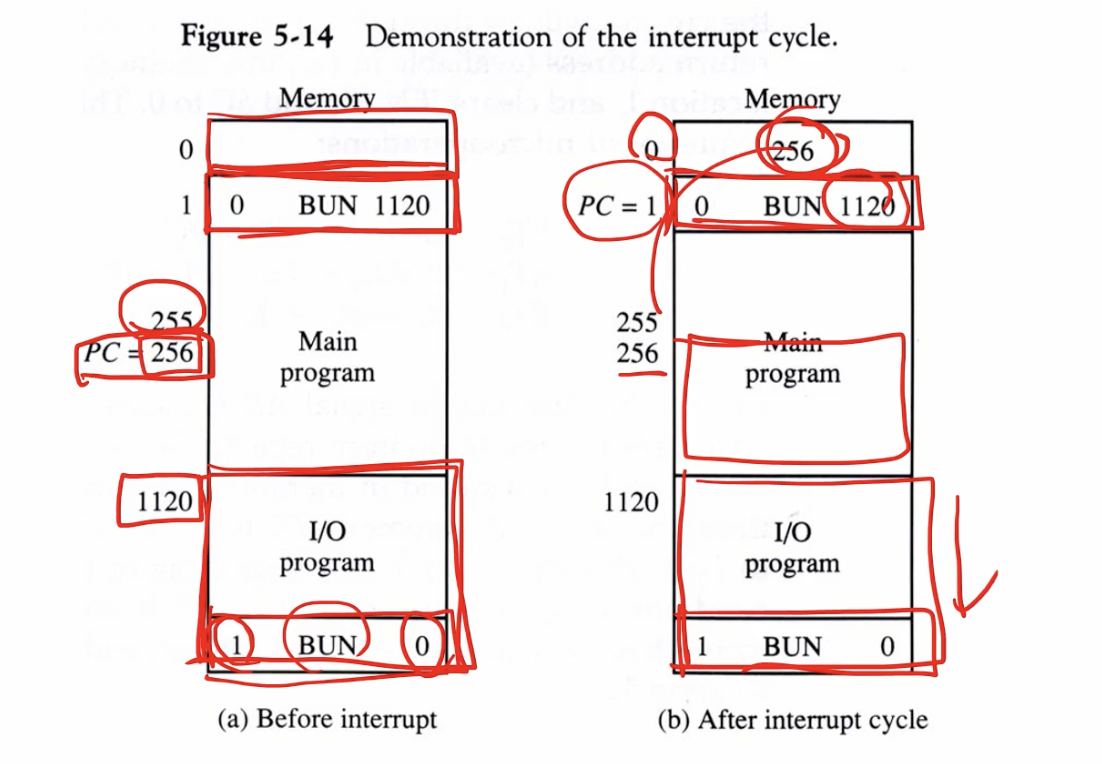 Figure 5-14 Demonstration of the interrupt cycle.
Memory
0
1 0 BUN 1120
255
PC = 256
Main
program
1120
I/O
program
1 BUN 0
(a) Before interrupt
Memory
0 256
PC = 1 0 BUN 1120
255
256
Main
program
1120
I/O
program
1 BUN 0
(b) After interrupt cycle